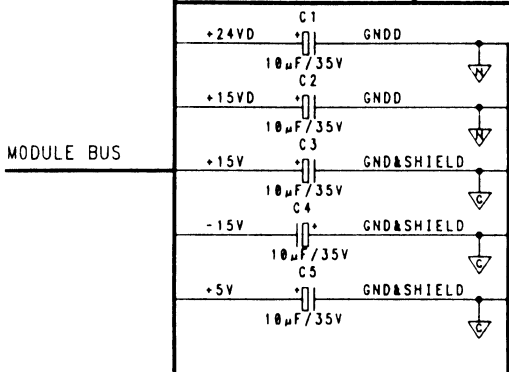 C1
+24VD + GNDD
10µF/35V
N
C2
+15VD + GNDD
10µF/35V
N
MODULE BUS
C3
+15V + GND&SHIELD
10µF/35V
C
C4
-15V + GND&SHIELD
10µF/35V
C
C5
+5V + GND&SHIELD
10µF/35V
C